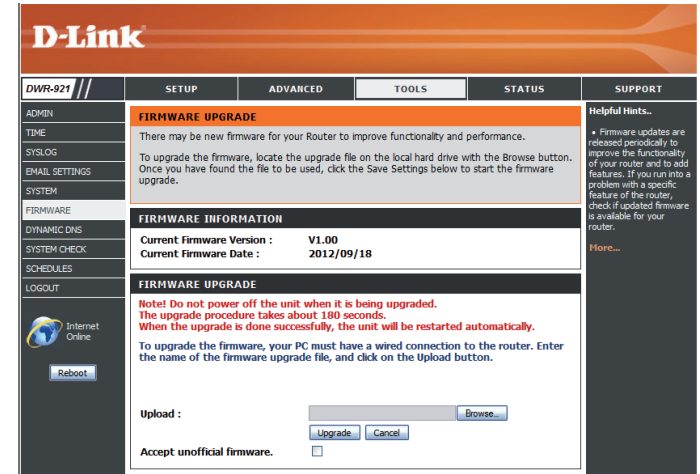 D-Link
DWR-921
SETUP
ADVANCED
TOOLS
STATUS
SUPPORT
ADMIN
TIME
SYSLOG
EMAIL SETTINGS
SYSTEM
FIRMWARE
DYNAMIC DNS
SYSTEM CHECK
SCHEDULES
LOGOUT
Internet
Online
Reboot
FIRMWARE UPGRADE
There may be new firmware for your Router to improve functionality and performance.
To upgrade the firmware, locate the upgrade file on the local hard drive with the Browse button.
Once you have found the file to be used, click the Save Settings below to start the firmware
upgrade.
FIRMWARE INFORMATION
Current Firmware Version : V1.00
Current Firmware Date : 2012/09/18
FIRMWARE UPGRADE
Note! Do not power off the unit when it is being upgraded.
The upgrade procedure takes about 180 seconds.
When the upgrade is done successfully, the unit will be restarted automatically.
To upgrade the firmware, your PC must have a wired connection to the router. Enter
the name of the firmware upgrade file, and click on the Upload button.
Upload : Browse...
Upgrade Cancel
Accept unofficial firmware.
Helpful Hints..
• Firmware updates are
released periodically to
improve the functionality
of your router and to add
features. If you run into a
problem with a specific
feature of the router,
check if updated firmware
is available for your
router.
More...